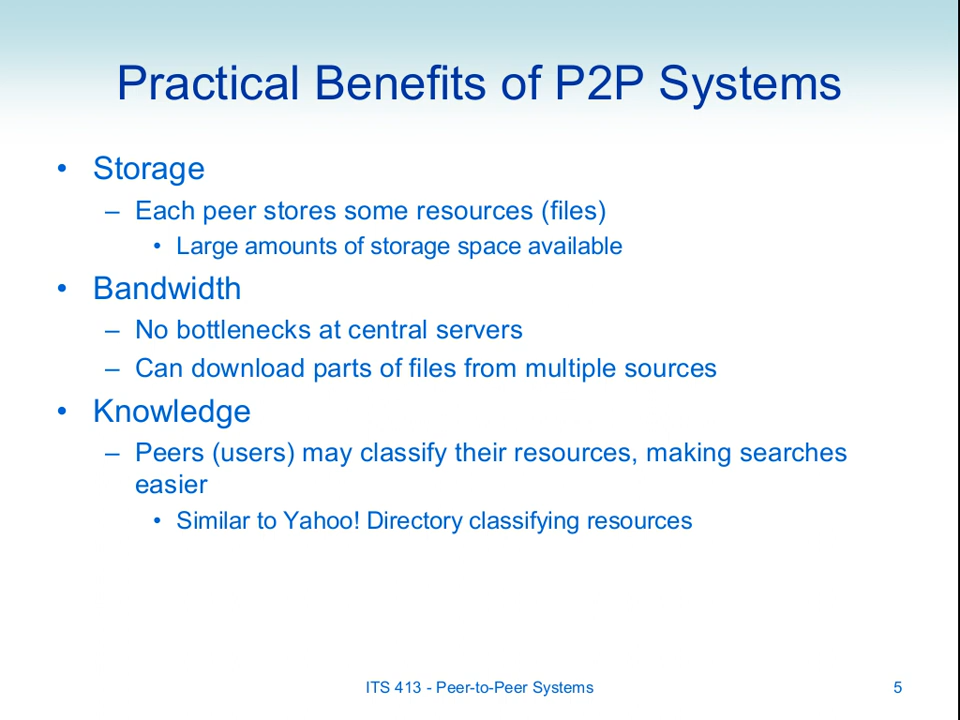 Practical Benefits of P2P Systems
• Storage
– Each peer stores some resources (files)
• Large amounts of storage space available
• Bandwidth
– No bottlenecks at central servers
– Can download parts of files from multiple sources
• Knowledge
– Peers (users) may classify their resources, making searches
easier
• Similar to Yahoo! Directory classifying resources
ITS 413 - Peer-to-Peer Systems
5